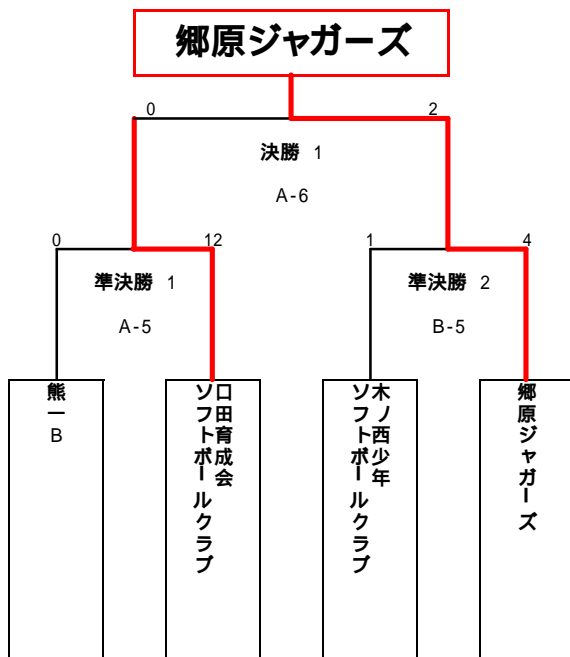 郷原ジャガーズ
0
2
決勝 1
A-6
0
12
1
4
準決勝 1
準決勝 2
A-5
B-5
熊一B
口田育成会
ソフトボールクラブ
木ノ西少年
ソフトボールクラブ
郷原ジャガーズ